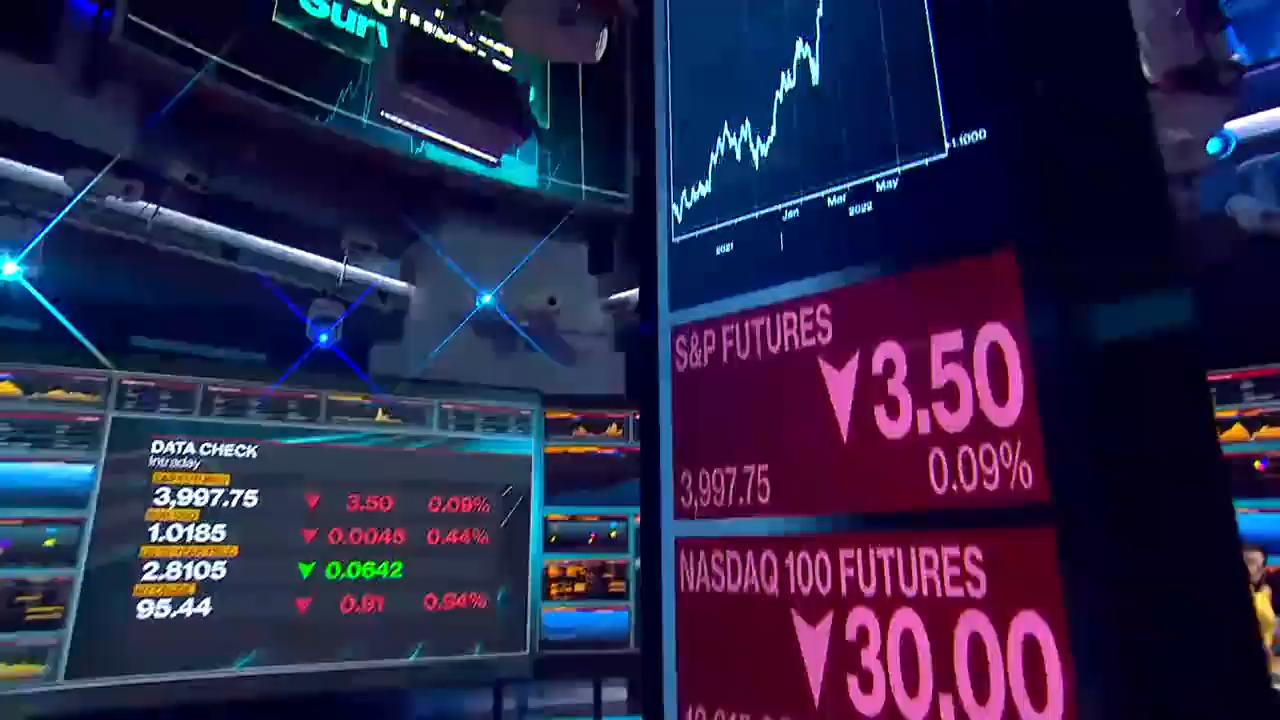 Surv
1.1000
Jan
Mar
May
2021
2022
S&P FUTURES
▼3.50
3,997.75
0.09%
NASDAQ 100 FUTURES
▼30.00
DATA CHECK
Intraday
3,997.75 ▼ 3.50 0.09%
1.0185 ▼ 0.0045 0.44%
2.8105 ▼ 0.0642
95.44 ▼ 0.91 0.94%